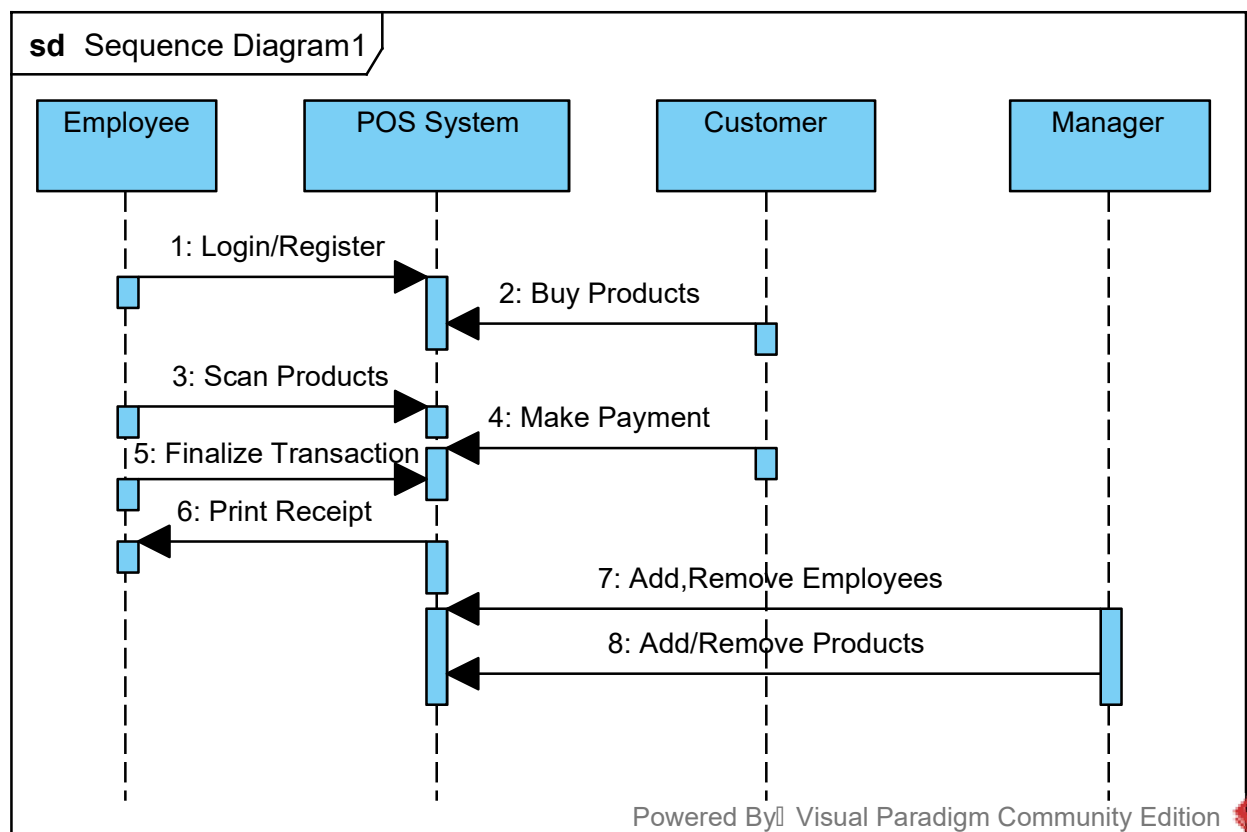 sd Sequence Diagram1
Employee
POS System
Customer
Manager
1: Login/Register
2: Buy Products
3: Scan Products
4: Make Payment
5: Finalize Transaction
6: Print Receipt
7: Add,Remove Employees
8: Add/Remove Products
Powered By Visual Paradigm Community Edition